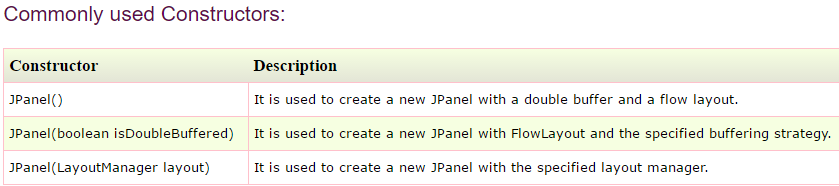 Commonly used Constructors:
Constructor Description
JPanel() It is used to create a new JPanel with a double buffer and a flow layout.
JPanel(boolean isDoubleBuffered) It is used to create a new JPanel with FlowLayout and the specified buffering strategy.
JPanel(LayoutManager layout) It is used to create a new JPanel with the specified layout manager.